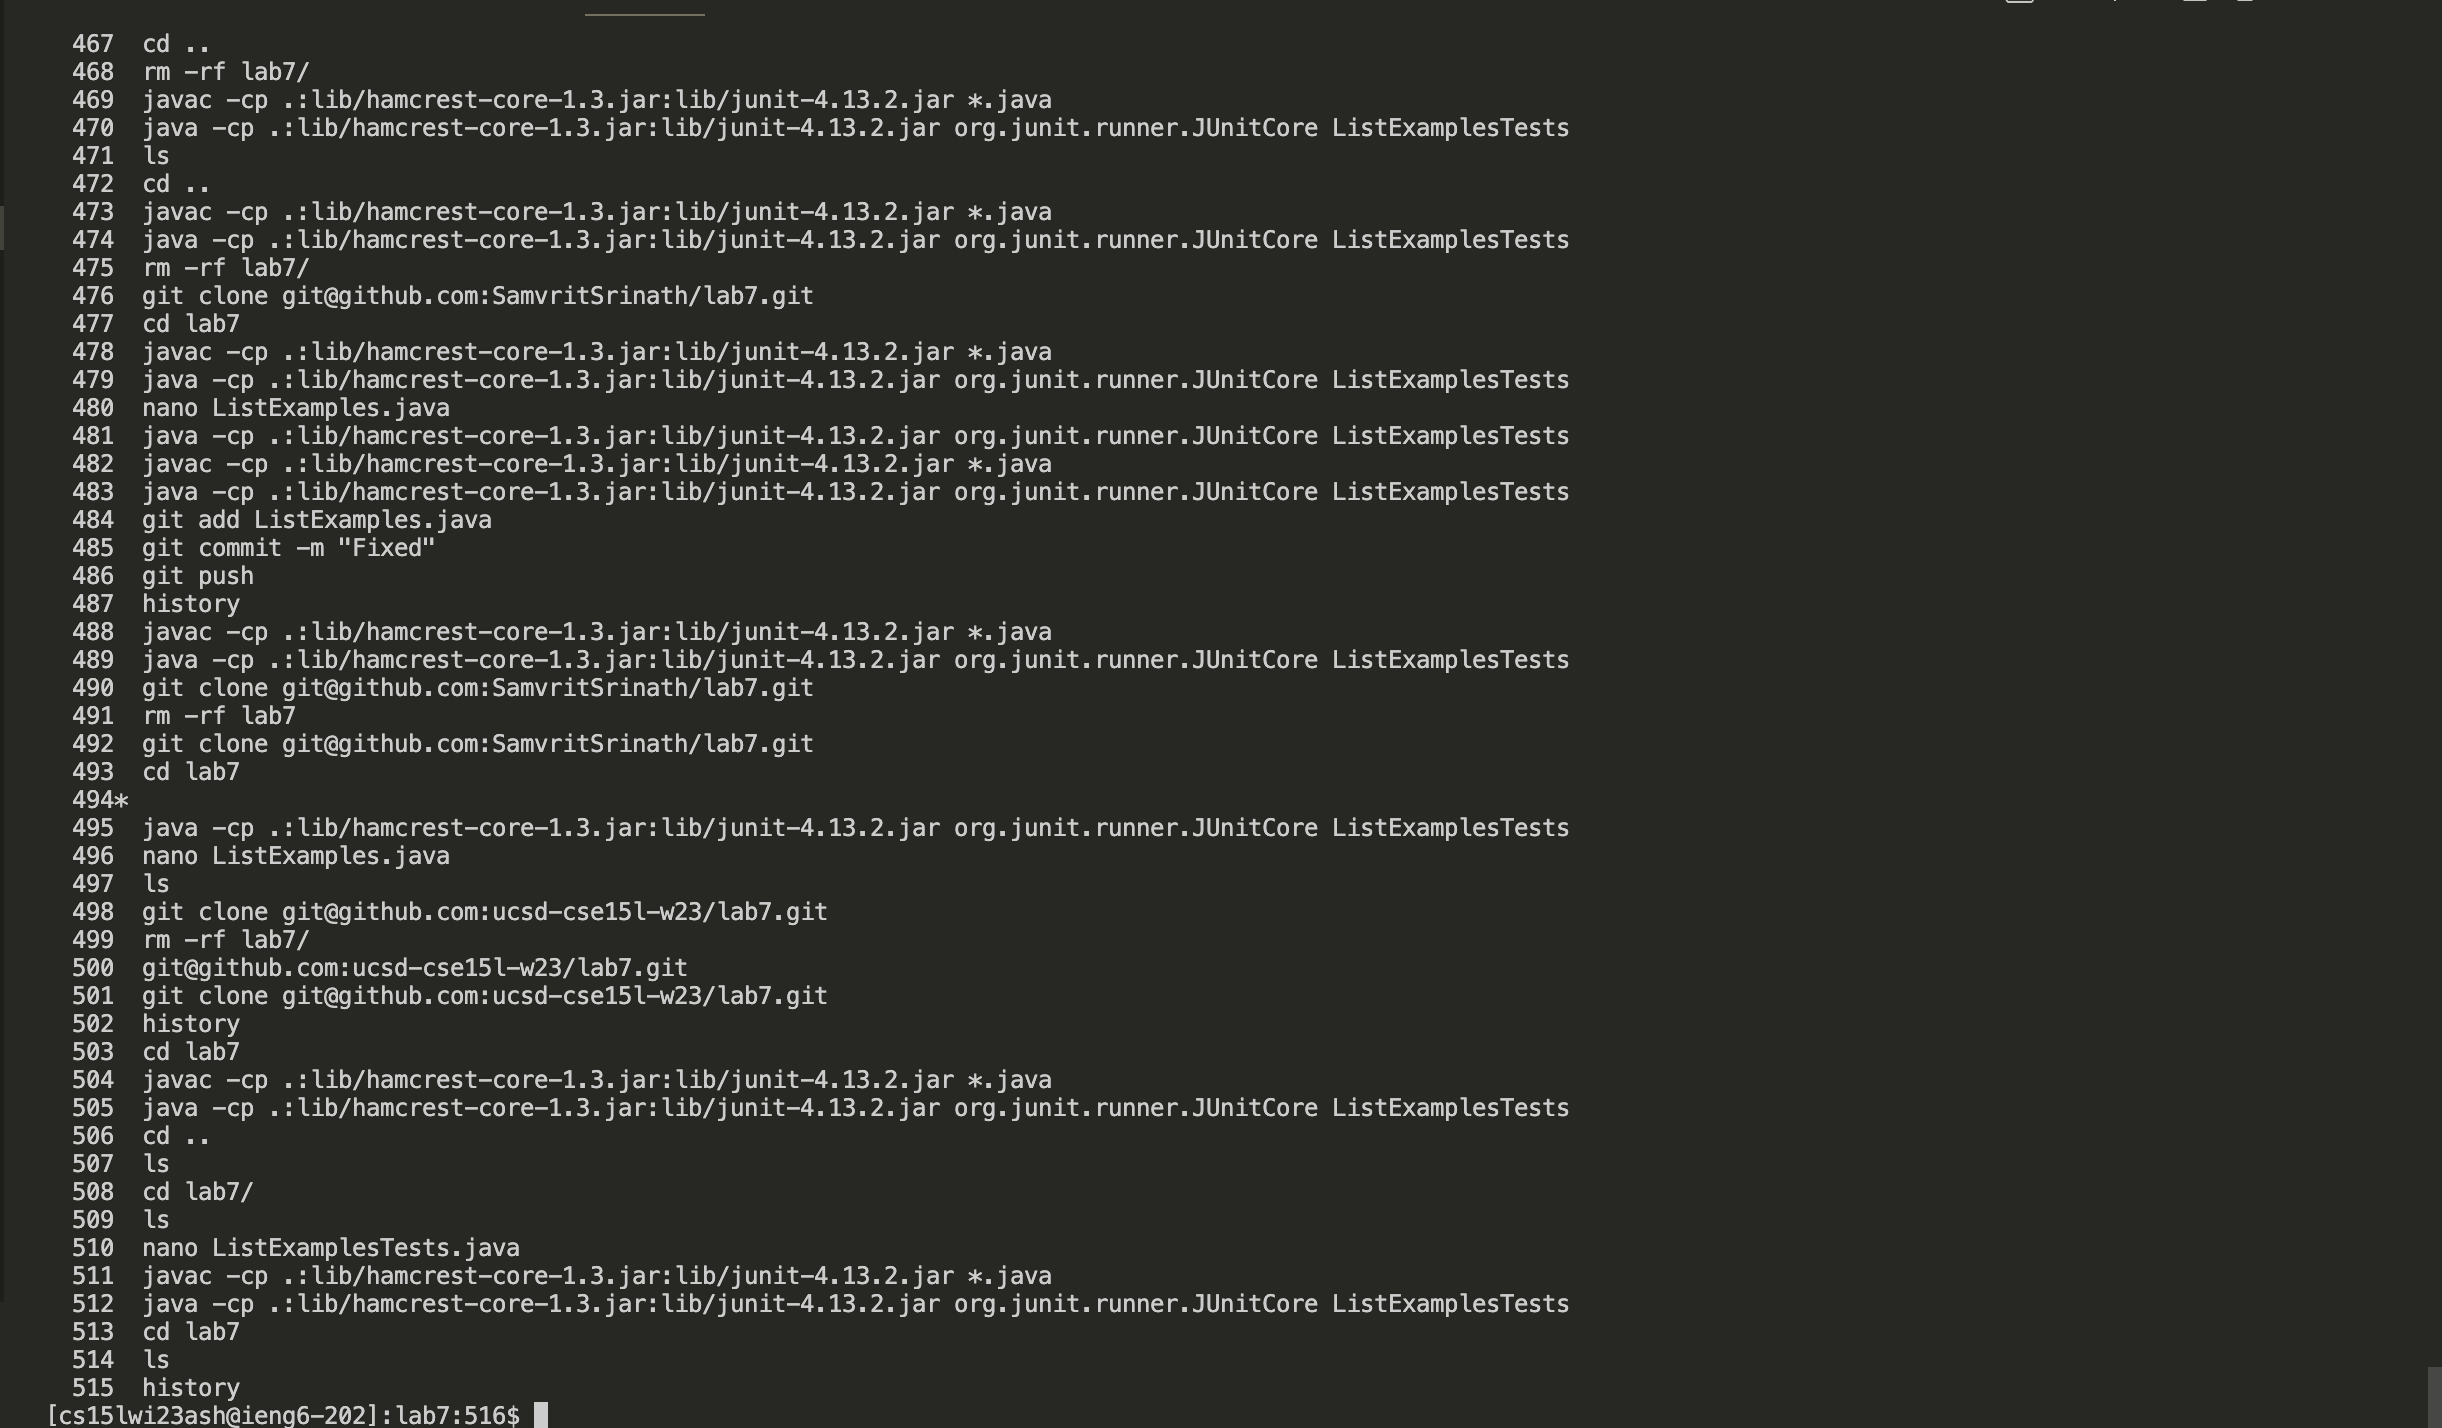 467 cd ..
468 rm -rf lab7/
469 javac -cp .:lib/hamcrest-core-1.3.jar:lib/junit-4.13.2.jar *.java
470 java -cp .:lib/hamcrest-core-1.3.jar:lib/junit-4.13.2.jar org.junit.runner.JUnitCore ListExamplesTests
471 ls
472 cd ..
473 javac -cp .:lib/hamcrest-core-1.3.jar:lib/junit-4.13.2.jar *.java
474 java -cp .:lib/hamcrest-core-1.3.jar:lib/junit-4.13.2.jar org.junit.runner.JUnitCore ListExamplesTests
475 rm -rf lab7/
476 git clone git@github.com:SamvritSrinath/lab7.git
477 cd lab7
478 javac -cp .:lib/hamcrest-core-1.3.jar:lib/junit-4.13.2.jar *.java
479 java -cp .:lib/hamcrest-core-1.3.jar:lib/junit-4.13.2.jar org.junit.runner.JUnitCore ListExamplesTests
480 nano ListExamples.java
481 java -cp .:lib/hamcrest-core-1.3.jar:lib/junit-4.13.2.jar org.junit.runner.JUnitCore ListExamplesTests
482 javac -cp .:lib/hamcrest-core-1.3.jar:lib/junit-4.13.2.jar *.java
483 java -cp .:lib/hamcrest-core-1.3.jar:lib/junit-4.13.2.jar org.junit.runner.JUnitCore ListExamplesTests
484 git add ListExamples.java
485 git commit -m "Fixed"
486 git push
487 history
488 javac -cp .:lib/hamcrest-core-1.3.jar:lib/junit-4.13.2.jar *.java
489 java -cp .:lib/hamcrest-core-1.3.jar:lib/junit-4.13.2.jar org.junit.runner.JUnitCore ListExamplesTests
490 git clone git@github.com:SamvritSrinath/lab7.git
491 rm -rf lab7
492 git clone git@github.com:SamvritSrinath/lab7.git
493 cd lab7
494*
495 java -cp .:lib/hamcrest-core-1.3.jar:lib/junit-4.13.2.jar org.junit.runner.JUnitCore ListExamplesTests
496 nano ListExamples.java
497 ls
498 git clone git@github.com:ucsd-cse15l-w23/lab7.git
499 rm -rf lab7/
500 git@github.com:ucsd-cse15l-w23/lab7.git
501 git clone git@github.com:ucsd-cse15l-w23/lab7.git
502 history
503 cd lab7
504 javac -cp .:lib/hamcrest-core-1.3.jar:lib/junit-4.13.2.jar *.java
505 java -cp .:lib/hamcrest-core-1.3.jar:lib/junit-4.13.2.jar org.junit.runner.JUnitCore ListExamplesTests
506 cd ..
507 ls
508 cd lab7/
509 ls
510 nano ListExamplesTests.java
511 javac -cp .:lib/hamcrest-core-1.3.jar:lib/junit-4.13.2.jar *.java
512 java -cp .:lib/hamcrest-core-1.3.jar:lib/junit-4.13.2.jar org.junit.runner.JUnitCore ListExamplesTests
513 cd lab7
514 ls
515 history
[cs15lwi23ash@ieng6-202]:lab7:516$